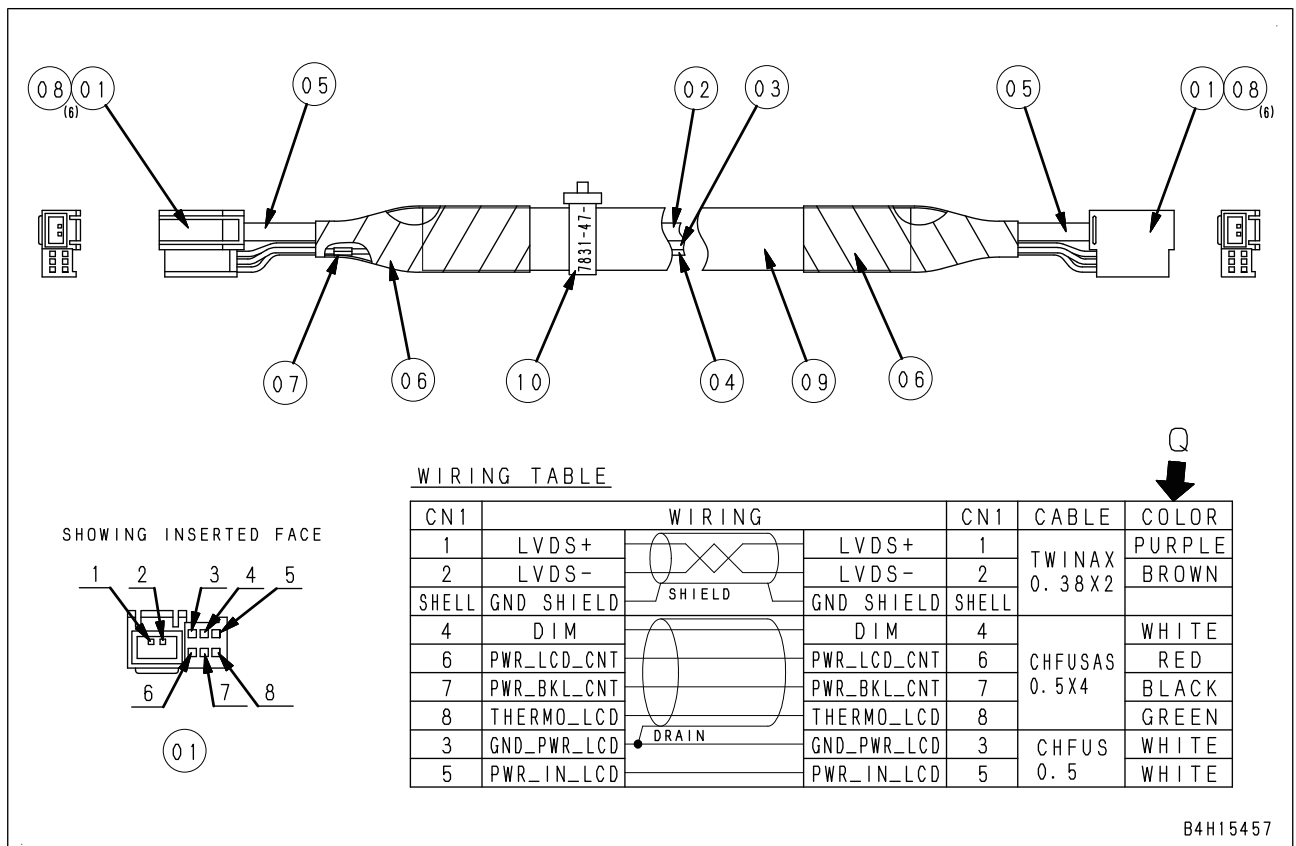 08 01 05 02 03 05 01 08
(6) (6)
7831-47-
07 06 10 04 09 06
Q
WIRING TABLE
SHOWING INSERTED FACE
1 2 3 4 5
6 7 8
01
CN1 WIRING CN1 CABLE COLOR
1 LVDS+ LVDS+ 1 TWINAX 0.38X2 PURPLE
2 LVDS- LVDS- 2 BROWN
SHELL GND SHIELD SHIELD GND SHIELD SHELL
4 DIM DIM 4 CHFUSAS 0.5X4 WHITE
6 PWR_LCD_CNT PWR_LCD_CNT 6 RED
7 PWR_BKL_CNT PWR_BKL_CNT 7 BLACK
8 THERMO_LCD THERMO_LCD 8 GREEN
3 GND_PWR_LCD DRAIN GND_PWR_LCD 3 CHFUS 0.5 WHITE
5 PWR_IN_LCD PWR_IN_LCD 5 WHITE
B4H15457